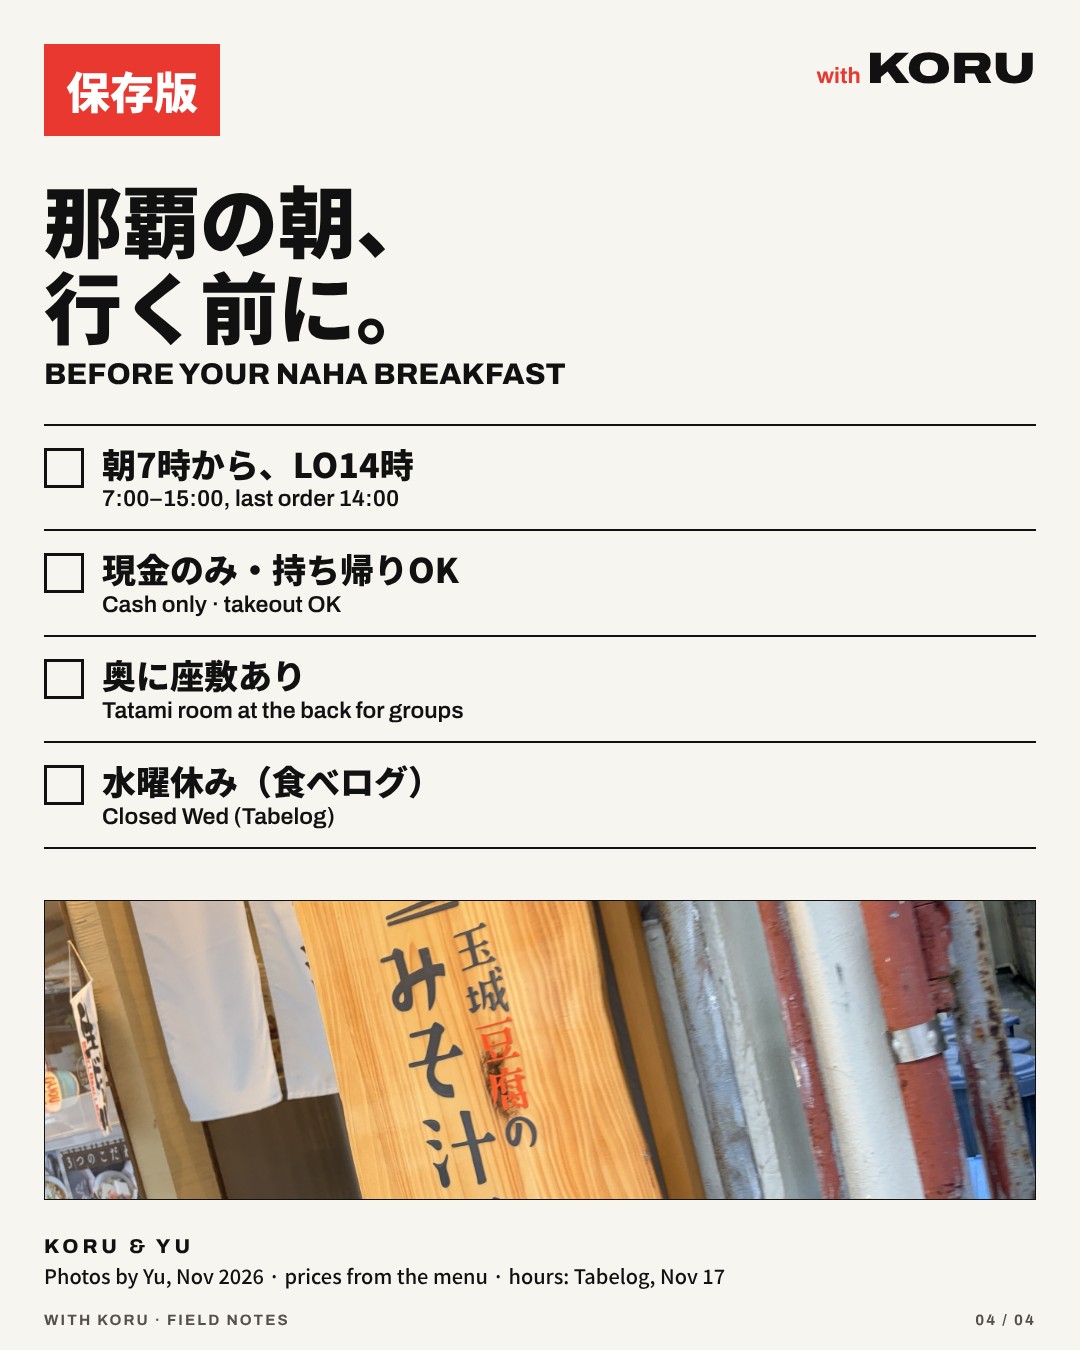 保存版
with KORU
那覇の朝、
行く前に。
BEFORE YOUR NAHA BREAKFAST
朝7時から、LO14時
7:00–15:00, last order 14:00
現金のみ・持ち帰りOK
Cash only · takeout OK
奥に座敷あり
Tatami room at the back for groups
水曜休み（食べログ）
Closed Wed (Tabelog)
玉城豆腐の
みそ汁
3つのこだ
KORU & YU
Photos by Yu, Nov 2026 · prices from the menu · hours: Tabelog, Nov 17
WITH KORU · FIELD NOTES
04 / 04